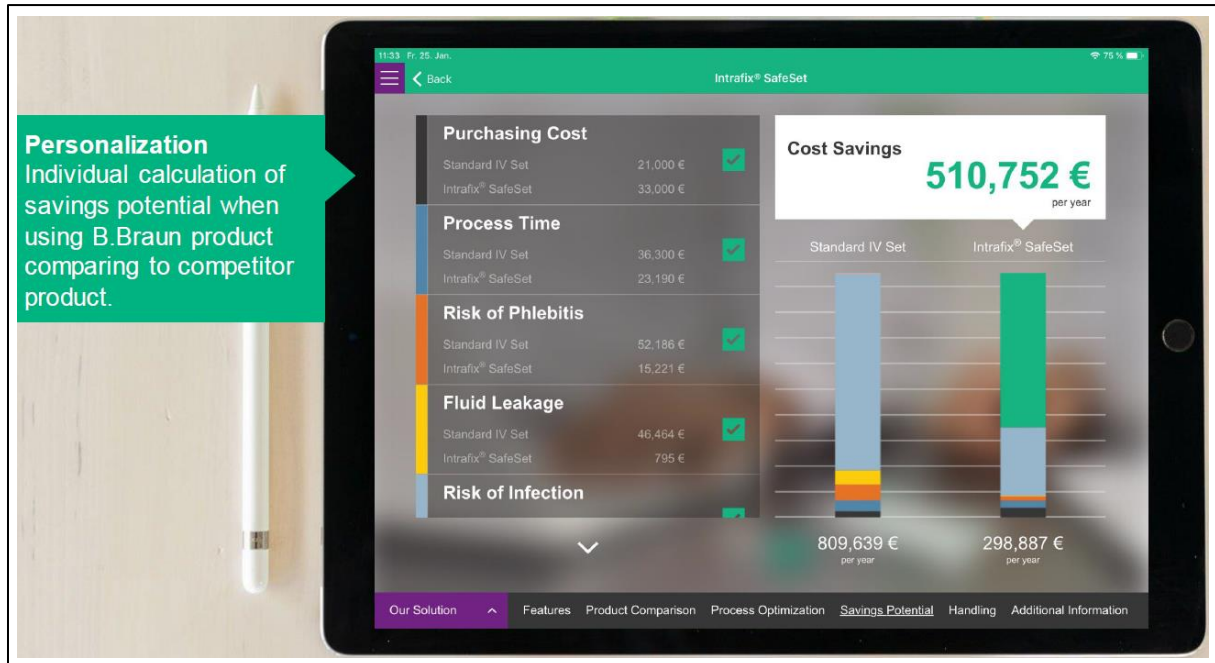 Personalization
Individual calculation of
savings potential when
using B.Braun product
comparing to competitor
product.
11:33 Fr. 25. Jan.
75 %
Back
Intrafix® SafeSet
Purchasing Cost
Standard IV Set 21,000 €
Intrafix® SafeSet 33,000 €
Process Time
Standard IV Set 36,300 €
Intrafix® SafeSet 23,190 €
Risk of Phlebitis
Standard IV Set 52,186 €
Intrafix® SafeSet 15,221 €
Fluid Leakage
Standard IV Set 46,464 €
Intrafix® SafeSet 795 €
Risk of Infection
Cost Savings
510,752 €
per year
Standard IV Set Intrafix® SafeSet
809,639 € 298,887 €
per year per year
Our Solution Features Product Comparison Process Optimization Savings Potential Handling Additional Information